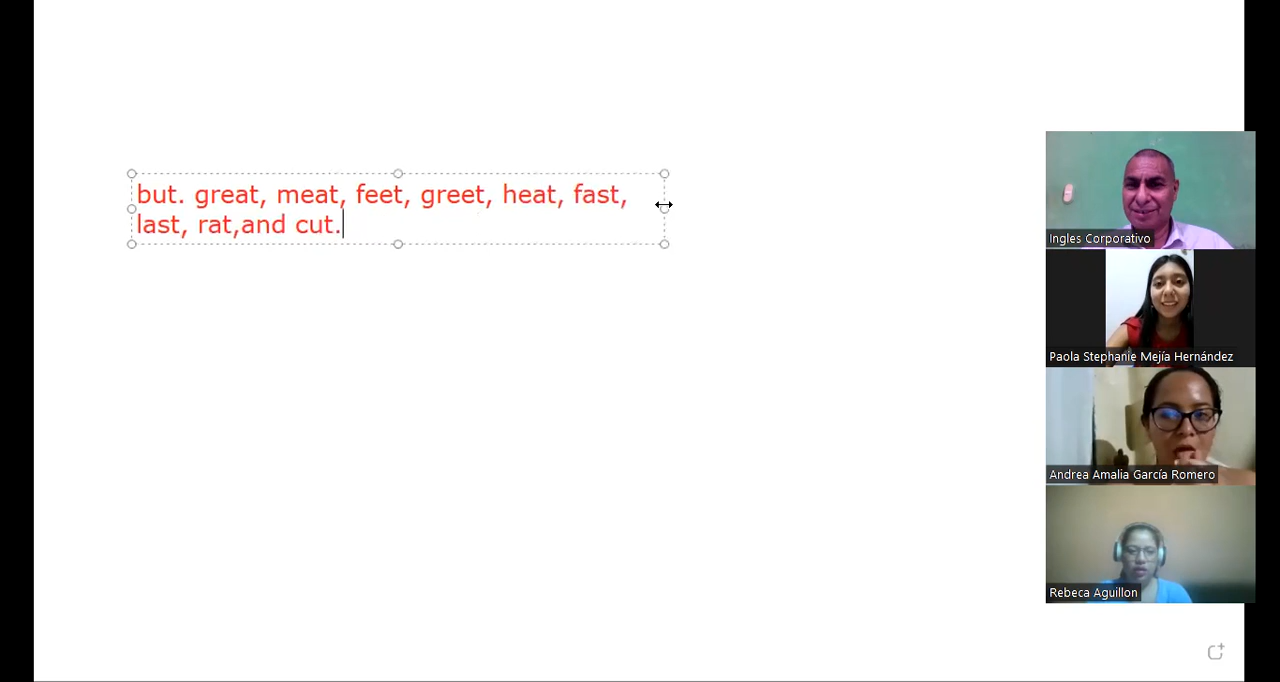 but. great, meat, feet, greet, heat, fast,
last, rat,and cut.
Ingles Corporativo
Paola Stephanie Mejía Hernández
Andrea Amalia García Romero
Rebeca Aguillon